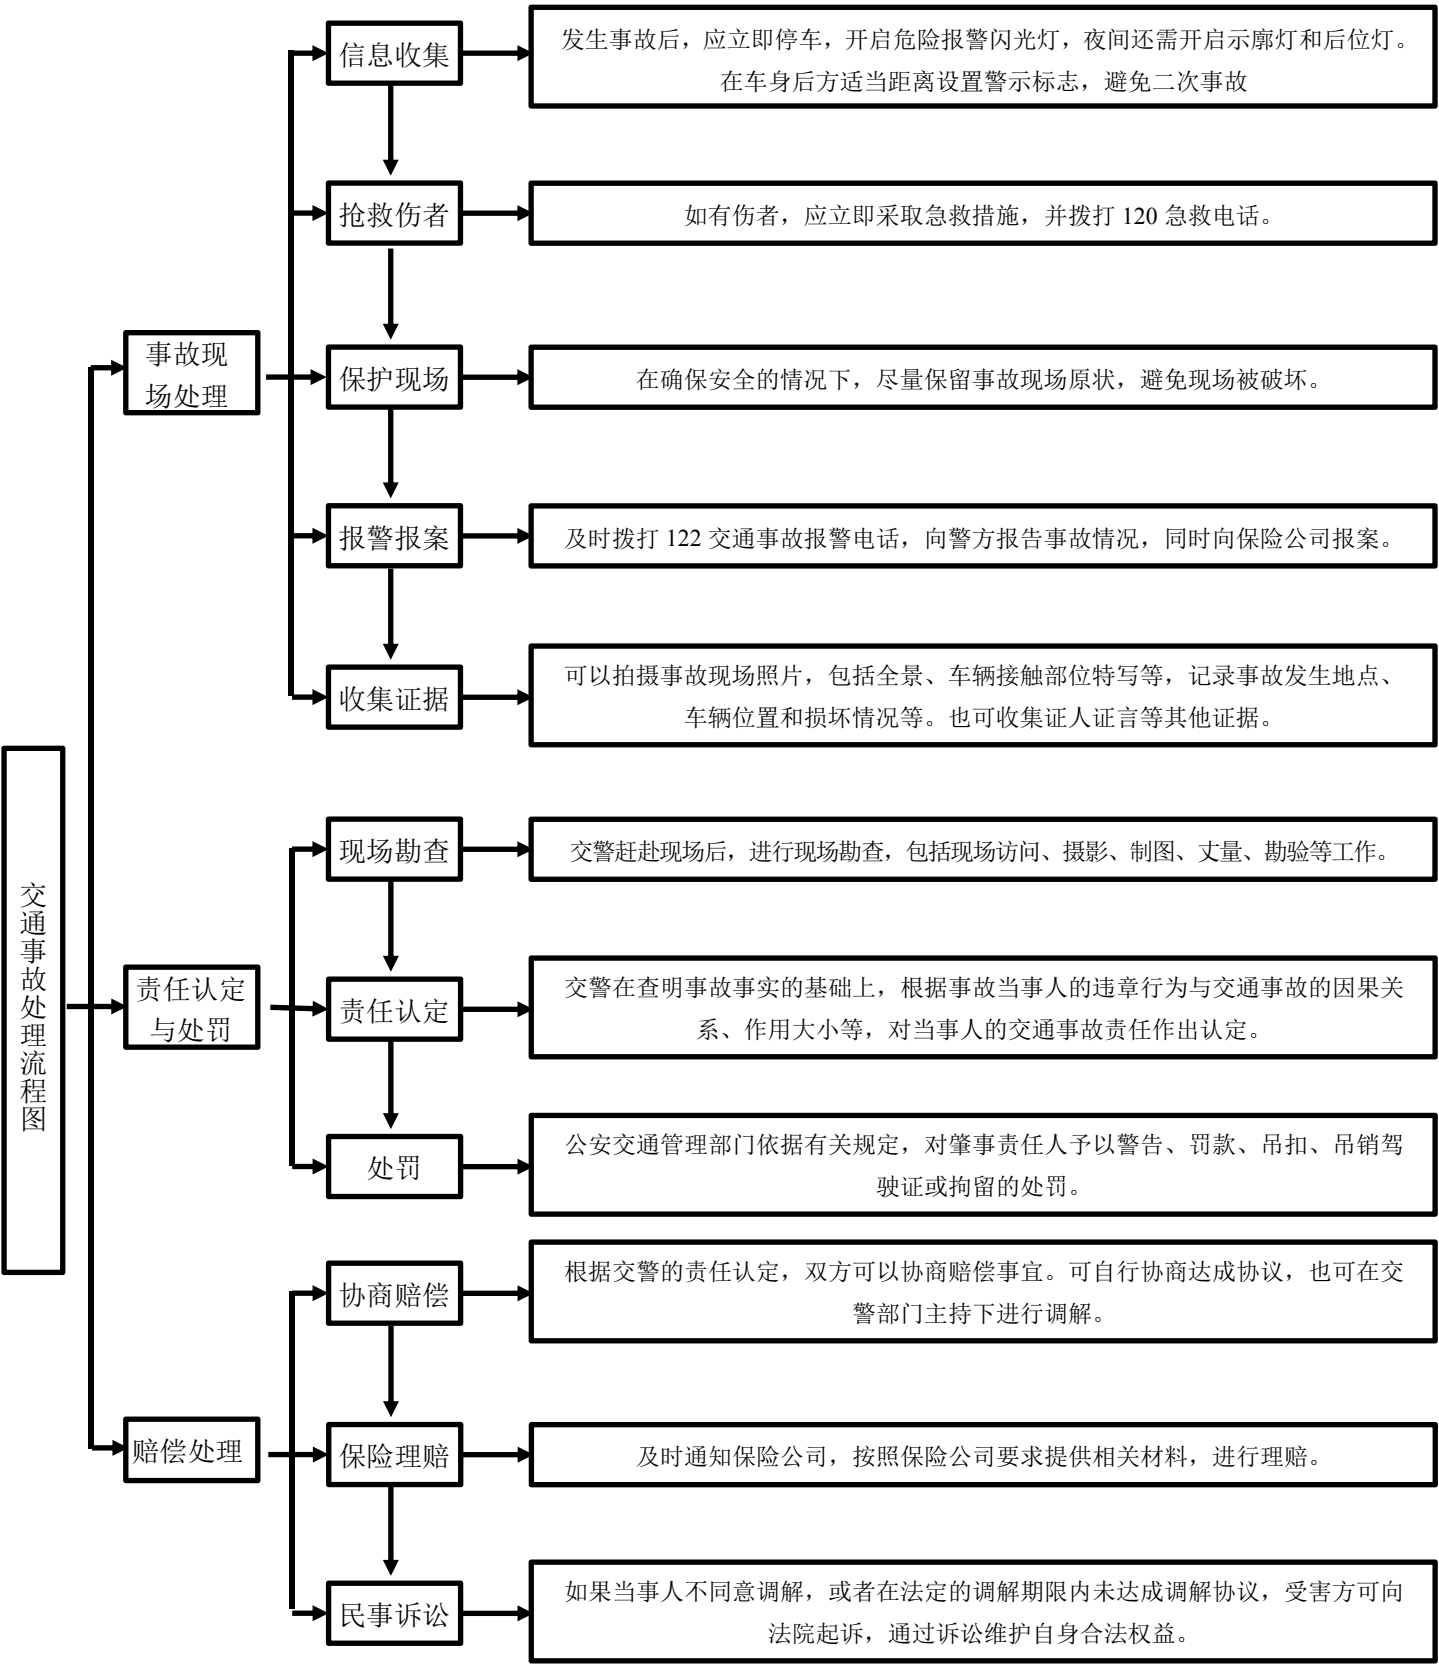 交通事故处理流程图
事故现
场处理
信息收集
发生事故后，应立即停车，开启危险报警闪光灯，夜间还需开启示廓灯和后位灯。
在车身后方适当距离设置警示标志，避免二次事故
抢救伤者
如有伤者，应立即采取急救措施，并拨打 120 急救电话。
保护现场
在确保安全的情况下，尽量保留事故现场原状，避免现场被破坏。
报警报案
及时拨打 122 交通事故报警电话，向警方报告事故情况，同时向保险公司报案。
收集证据
可以拍摄事故现场照片，包括全景、车辆接触部位特写等，记录事故发生地点、
车辆位置和损坏情况等。也可收集证人证言等其他证据。
责任认定
与处罚
现场勘查
交警赶赴现场后，进行现场勘查，包括现场访问、摄影、制图、丈量、勘验等工作。
责任认定
交警在查明事故事实的基础上，根据事故当事人的违章行为与交通事故的因果关
系、作用大小等，对当事人的交通事故责任作出认定。
处罚
公安交通管理部门依据有关规定，对肇事责任人予以警告、罚款、吊扣、吊销驾
驶证或拘留的处罚。
赔偿处理
协商赔偿
根据交警的责任认定，双方可以协商赔偿事宜。可自行协商达成协议，也可在交
警部门主持下进行调解。
保险理赔
及时通知保险公司，按照保险公司要求提供相关材料，进行理赔。
民事诉讼
如果当事人不同意调解，或者在法定的调解期限内未达成调解协议，受害方可向
法院起诉，通过诉讼维护自身合法权益。